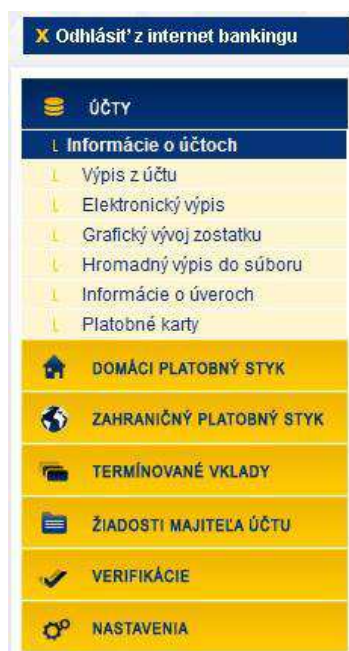 X Odhlásiť z internet bankingu
ÚČTY
Informácie o účtoch
Výpis z účtu
Elektronický výpis
Grafický vývoj zostatku
Hromadný výpis do súboru
Informácie o úveroch
Platobné karty
DOMÁCI PLATOBNÝ STYK
ZAHRANIČNÝ PLATOBNÝ STYK
TERMÍNOVANÉ VKLADY
ŽIADOSTI MAJITEĽA ÚČTU
VERIFIKÁCIE
NASTAVENIA